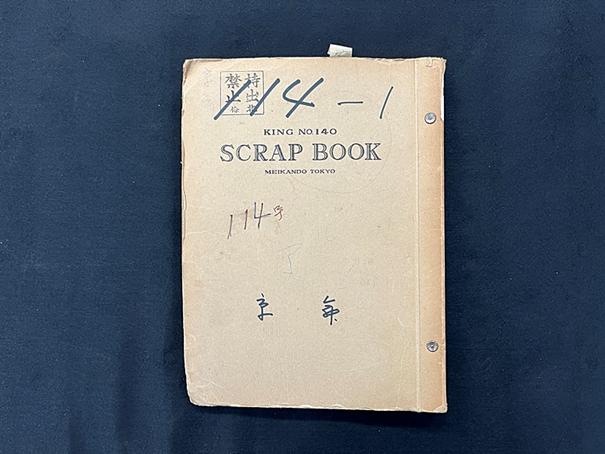 持出
禁止
114-1
KING NO.140
SCRAP BOOK
MEIKANDO TOKYO
114号